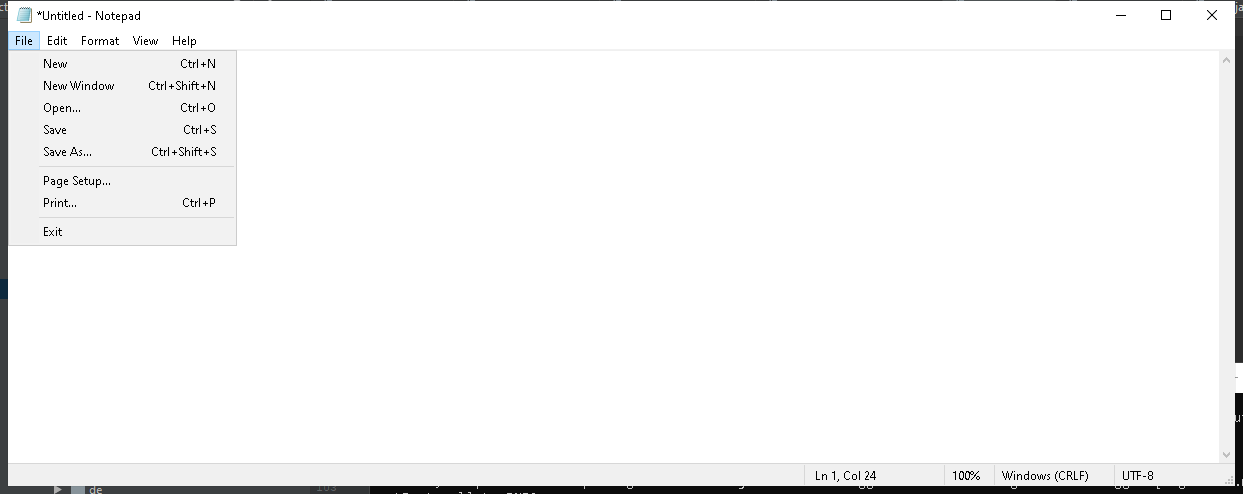 *Untitled - Notepad
File Edit Format View Help
New Ctrl+N
New Window Ctrl+Shift+N
Open... Ctrl+O
Save Ctrl+S
Save As... Ctrl+Shift+S
Page Setup...
Print... Ctrl+P
Exit
Ln 1, Col 24 100% Windows (CRLF) UTF-8
de